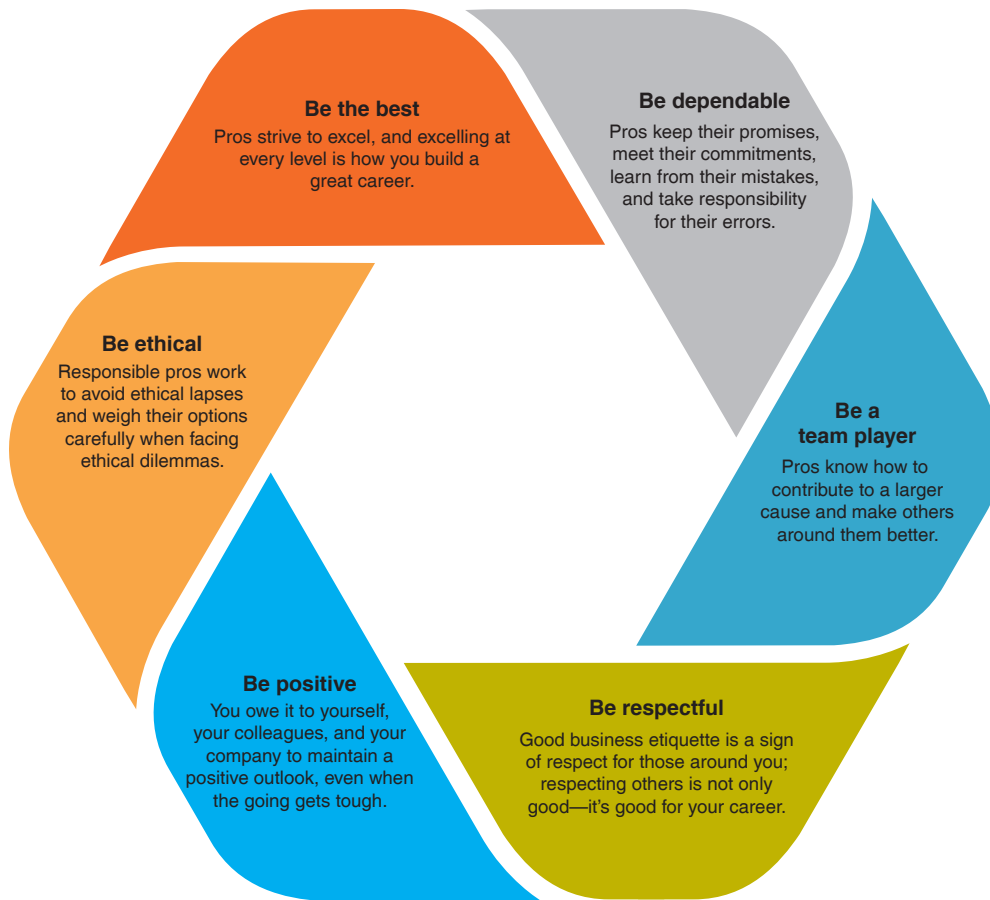 Be the best
Pros strive to excel, and excelling at
every level is how you build a
great career.
Be dependable
Pros keep their promises,
meet their commitments,
learn from their mistakes,
and take responsibility
for their errors.
Be a
team player
Pros know how to
contribute to a larger
cause and make others
around them better.
Be respectful
Good business etiquette is a sign
of respect for those around you;
respecting others is not only
good—it's good for your career.
Be positive
You owe it to yourself,
your colleagues, and your
company to maintain a
positive outlook, even when
the going gets tough.
Be ethical
Responsible pros work
to avoid ethical lapses
and weigh their options
carefully when facing
ethical dilemmas.